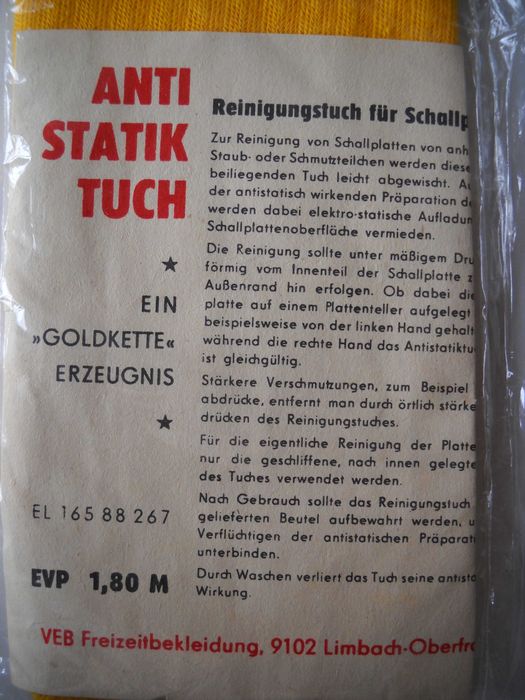 ANTI
STATIK
TUCH
★
EIN
»GOLDKETTE«
ERZEUGNIS
★
EL 165 88 267
EVP 1,80 M
Reinigungstuch für Schallp
Zur Reinigung von Schallplatten von anh
Staub- oder Schmutzteilchen werden diese
beiliegenden Tuch leicht abgewischt. A
der antistatisch wirkenden Präparation d
werden dabei elektro-statische Aufladun
Schallplattenoberfläche vermieden.
Die Reinigung sollte unter mäßigem Dru
förmig vom Innenteil der Schallplatte z
Außenrand hin erfolgen. Ob dabei die
platte auf einem Plattenteller aufgelegt
beispielsweise von der linken Hand gehalt
während die rechte Hand das Antistatiktu
ist gleichgültig.
Stärkere Verschmutzungen, zum Beispiel
abdrücke, entfernt man durch örtlich stärke
drücken des Reinigungstuches.
Für die eigentliche Reinigung der Platte
nur die geschliffene, nach innen gelegte
des Tuches verwendet werden.
Nach Gebrauch sollte das Reinigungstuch
gelieferten Beutel aufbewahrt werden, u
Verflüchtigen der antistatischen Präparat
unterbinden.
Durch Waschen verliert das Tuch seine antista
Wirkung.
VEB Freizeitbekleidung, 9102 Limbach-Oberfro